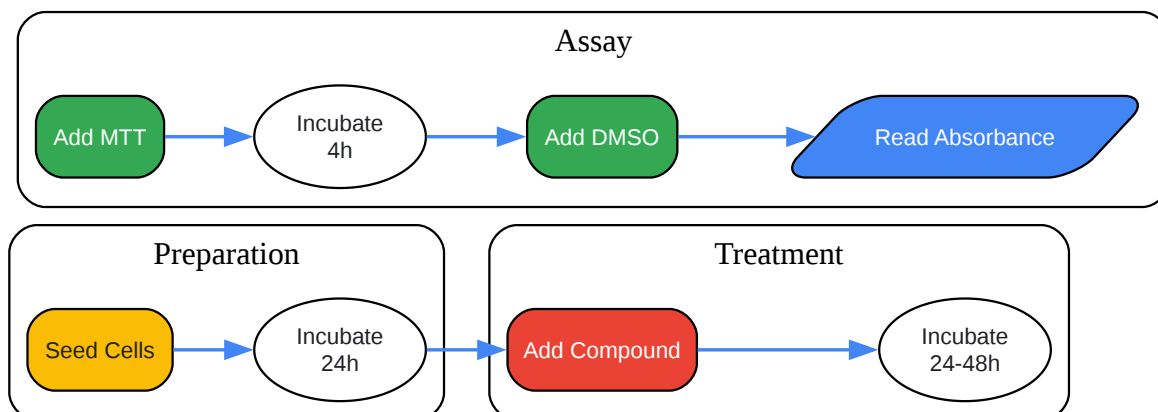 Assay
Add MTT
Incubate
4h
Add DMSO
Read Absorbance
Preparation
Seed Cells
Incubate
24h
Treatment
Add Compound
Incubate
24-48h